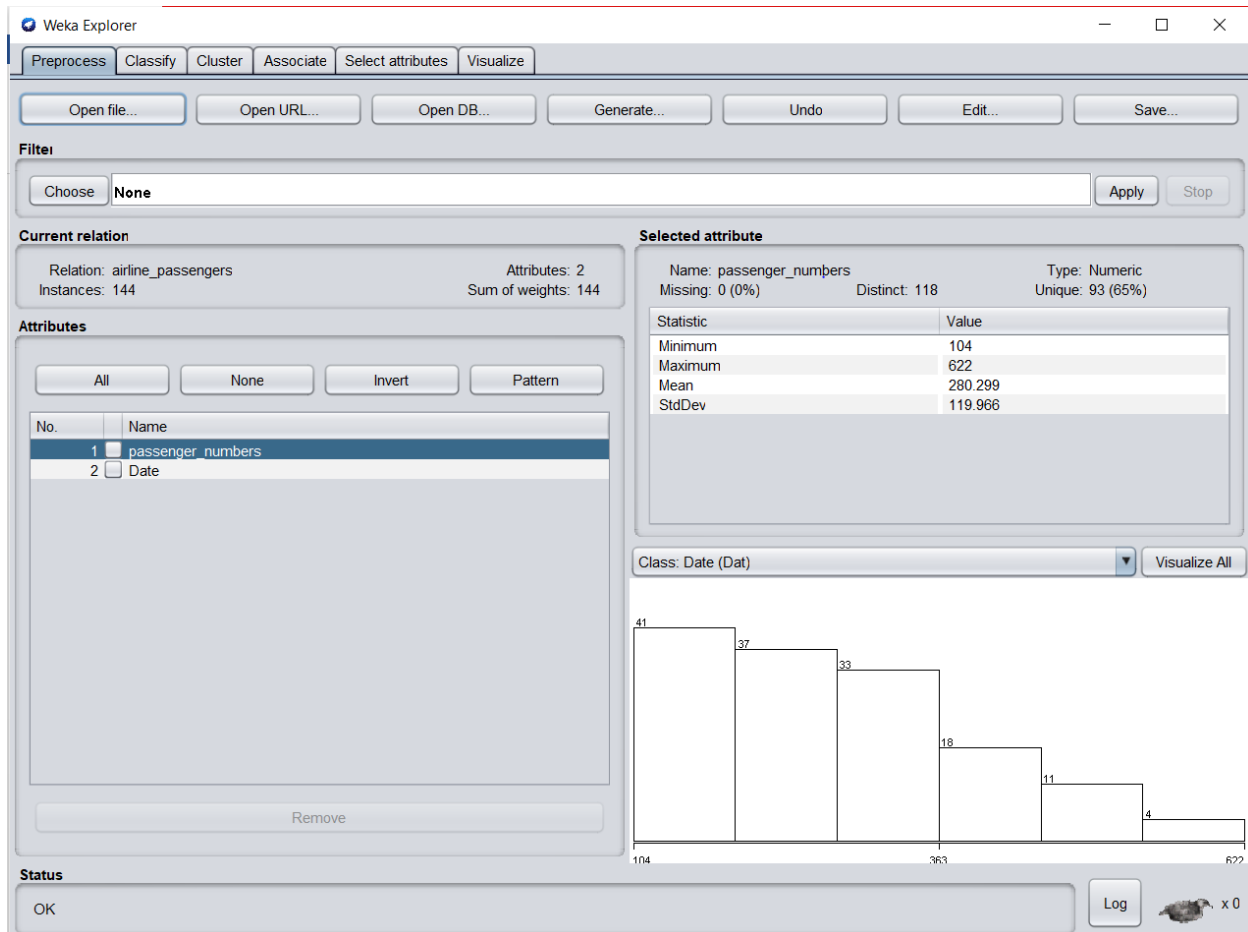 Weka Explorer
Preprocess Classify Cluster Associate Select attributes Visualize
Open file... Open URL... Open DB... Generate... Undo Edit... Save...
Filter
Choose None Apply Stop
Current relation
Relation: airline_passengers Attributes: 2
Instances: 144 Sum of weights: 144
Attributes
All None Invert Pattern
No. Name
1 passenger_numbers
2 Date
Remove
Selected attribute
Name: passenger_numbers Type: Numeric
Missing: 0 (0%) Distinct: 118 Unique: 93 (65%)
Statistic Value
Minimum 104
Maximum 622
Mean 280.299
StdDev 119.966
Class: Date (Dat) Visualize All
41
37
33
18
11
4
104 363 622
Status
OK Log x 0